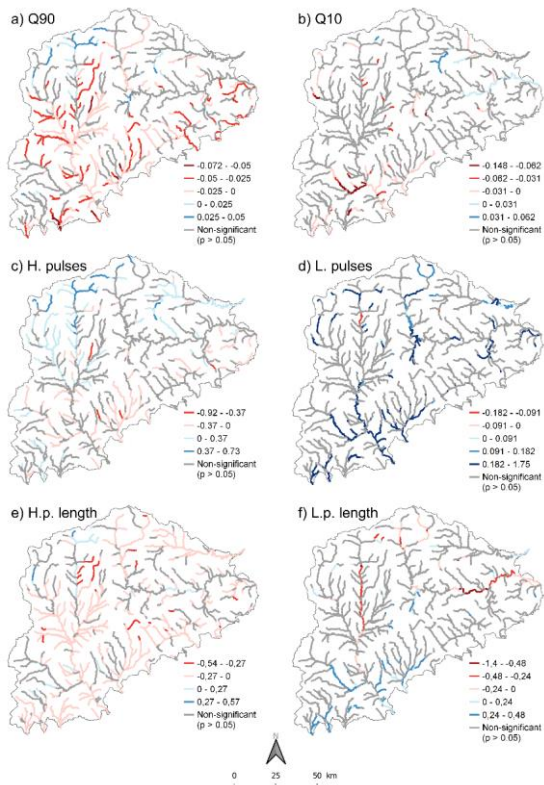 a) Q90
b) Q10
-0.072 - -0.05
-0.05 - -0.025
-0.025 - 0
0 - 0.025
0.025 - 0.05
Non-significant
(p > 0.05)
-0.148 - -0.062
-0.062 - -0.031
-0.031 - 0
0 - 0.031
0.031 - 0.062
Non-significant
(p > 0.05)
c) H. pulses
d) L. pulses
-0.92 - -0.37
-0.37 - 0
0 - 0.37
0.37 - 0.73
Non-significant
(p > 0.05)
-0.182 - -0.091
-0.091 - 0
0 - 0.091
0.091 - 0.182
0.182 - 1.75
Non-significant
(p > 0.05)
e) H.p. length
f) L.p. length
-0,54 - -0,27
-0,27 - 0
0 - 0,27
0,27 - 0,57
Non-significant
(p > 0.05)
-1,4 - -0,48
-0,48 - -0,24
-0,24 - 0
0 - 0,24
0,24 - 0,48
Non-significant
(p > 0.05)
N
0 25 50 km